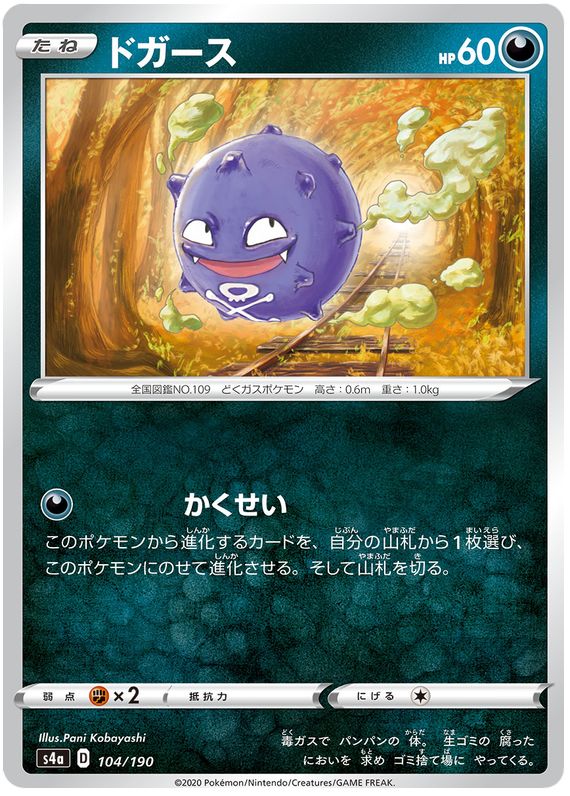 たね ドガース HP60
全国図鑑NO.109 どくガスポケモン 高さ:0.6m 重さ:1.0kg
かくせい
このポケモンから進化するカードを、自分の山札から1枚選び、
このポケモンにのせて進化させる。そして山札を切る。
弱点 ×2 抵抗力 にげる
Illus.Pani Kobayashi
s4a D 104/190
毒ガスで パンパンの 体。 生ゴミの 腐った
においを 求め ゴミ捨て場に やってくる。
©2020 Pokémon/Nintendo/Creatures/GAME FREAK.